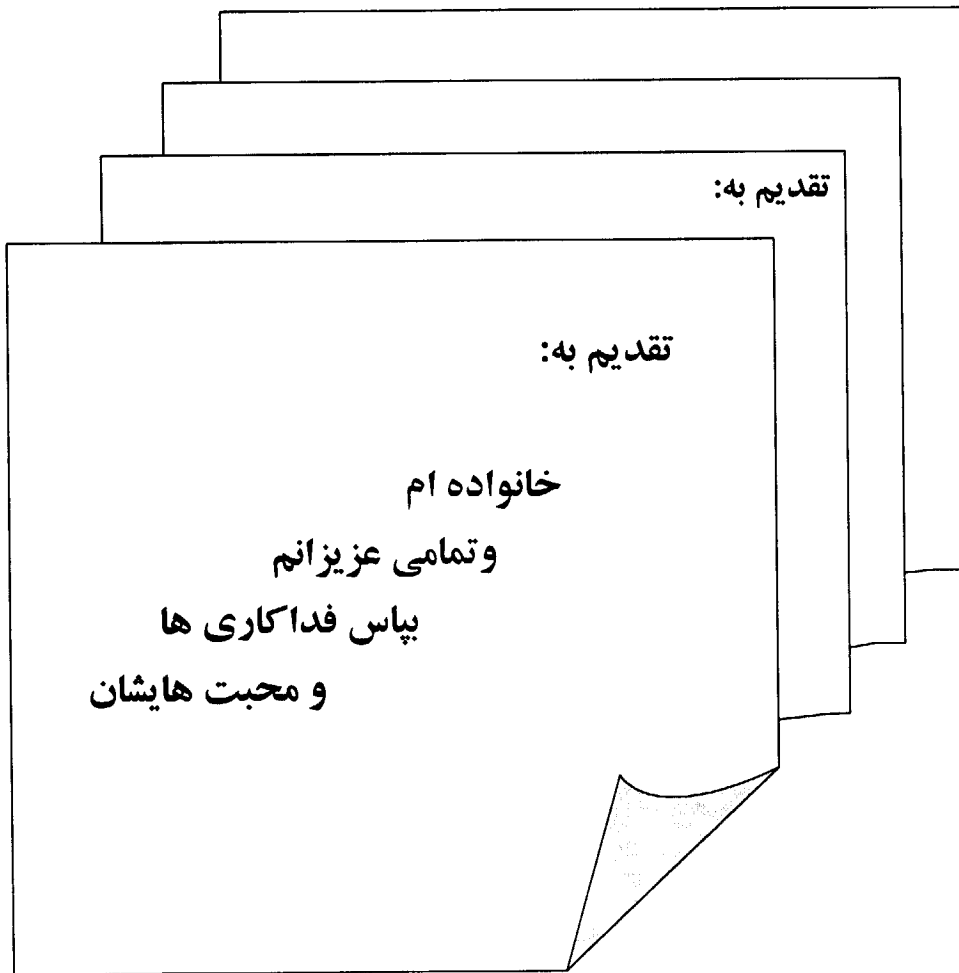 تقدیم به:
تقدیم به:
خانواده ام
وتمامی عزیزانم
بپاس فداکاری ها
و محبت هایشان